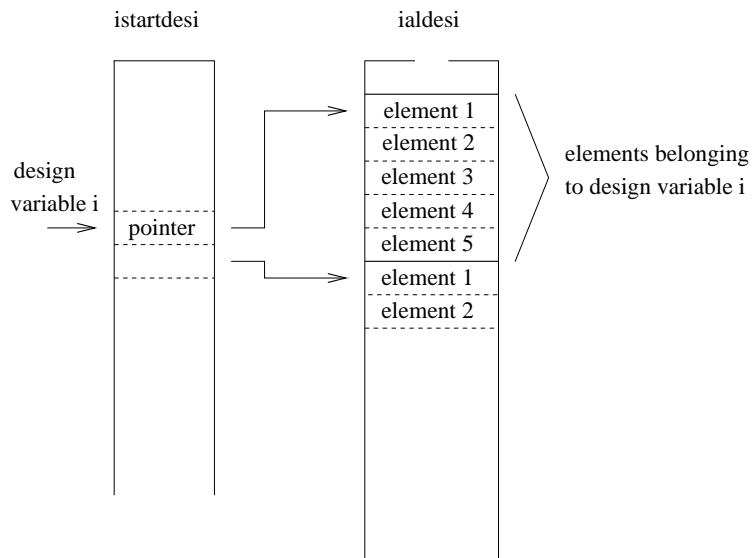 istartdesi
ialdesi
design
variable i
pointer
element 1
element 2
element 3
element 4
element 5
element 1
element 2
elements belonging
to design variable i